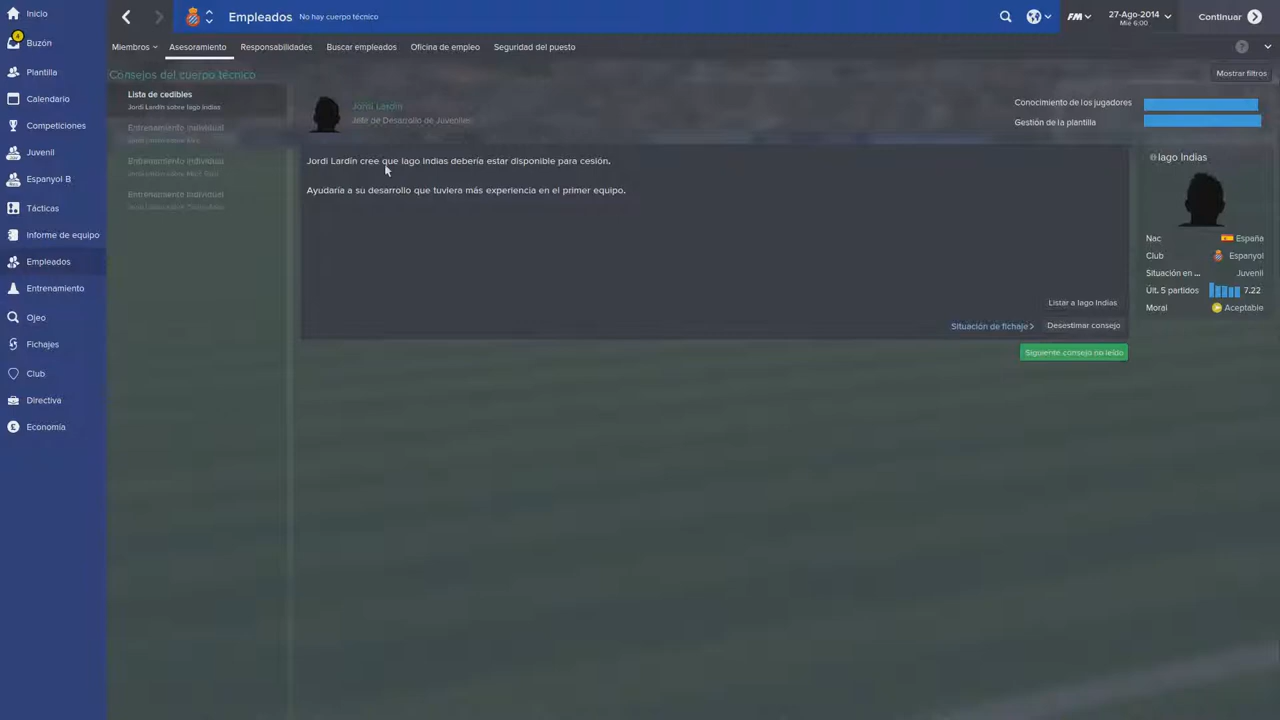 Inicio
Buzón
4
Plantilla
Calendario
Competiciones
Juvenil
Espanyol B
Tácticas
Informe de equipo
Empleados
Entrenamiento
Ojeo
Fichajes
Club
Directiva
Economía
Empleados
No hay cuerpo técnico
FM
27-Ago-2014
Mié 6:00
Continuar
Miembros
Asesoramiento
Responsabilidades
Buscar empleados
Oficina de empleo
Seguridad del puesto
?
Mostrar filtros
Consejos del cuerpo técnico
Lista de cedibles
Jordi Lardín sobre Iago Indias
Entrenamiento Individual
Entrenamiento Individual
Entrenamiento Individual
Jordi Lardín
Jefe de Desarrollo de Juveniles
Conocimiento de los jugadores
Gestión de la plantilla
Jordi Lardín cree que Iago Indias debería estar disponible para cesión.
Ayudaría a su desarrollo que tuviera más experiencia en el primer equipo.
Listar a Iago Indias
Situación de fichaje
Desestimar consejo
Siguiente consejo no leído
Iago Indias
Nac España
Club Espanyol
Situación en ... Juvenil
Últ. 5 partidos 7.22
Moral Aceptable